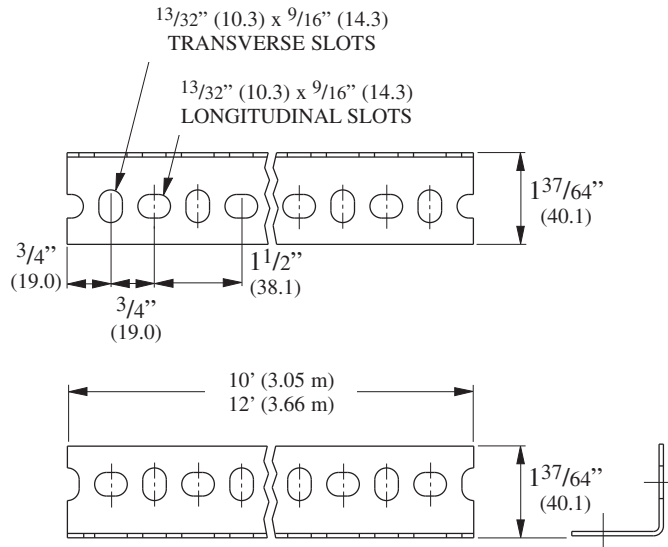 13/32” (10.3) x 9/16” (14.3)
TRANSVERSE SLOTS
13/32” (10.3) x 9/16” (14.3)
LONGITUDINAL SLOTS
1 37/64”
(40.1)
3/4”
(19.0)
3/4”
(19.0)
1 1/2”
(38.1)
10’ (3.05 m)
12’ (3.66 m)
1 37/64”
(40.1)